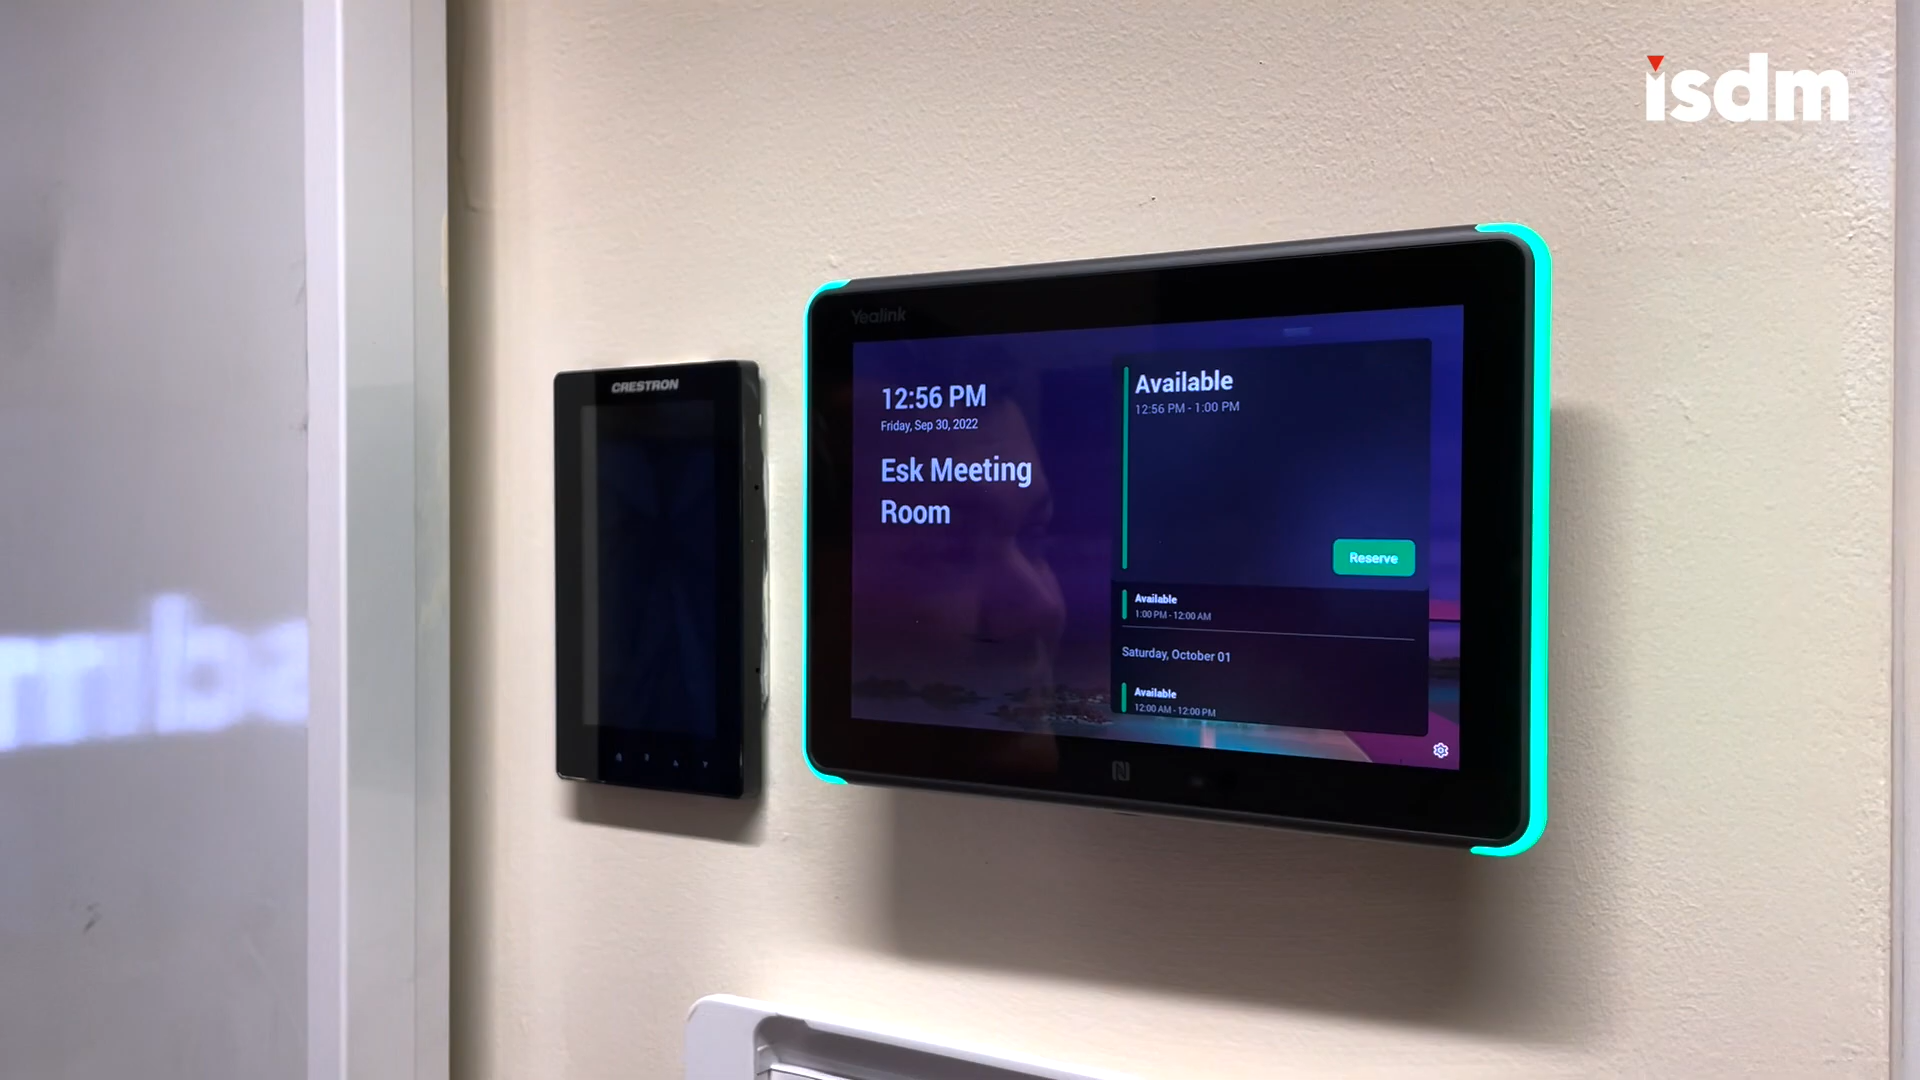 isdm
CRESTRON
Yealink
12:56 PM
Friday, Sep 30, 2022
Esk Meeting
Room
Available
12:56 PM - 1:00 PM
Reserve
Available
1:00 PM - 12:00 AM
Saturday, October 01
Available
12:00 AM - 12:00 PM